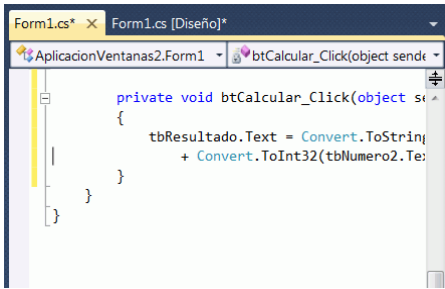 Form1.cs* × Form1.cs [Diseño]*
AplicacionVentanas2.Form1 btCalcular_Click(object sende
private void btCalcular_Click(object se
{
tbResultado.Text = Convert.ToString
+ Convert.ToInt32(tbNumero2.Tex
}
}
}